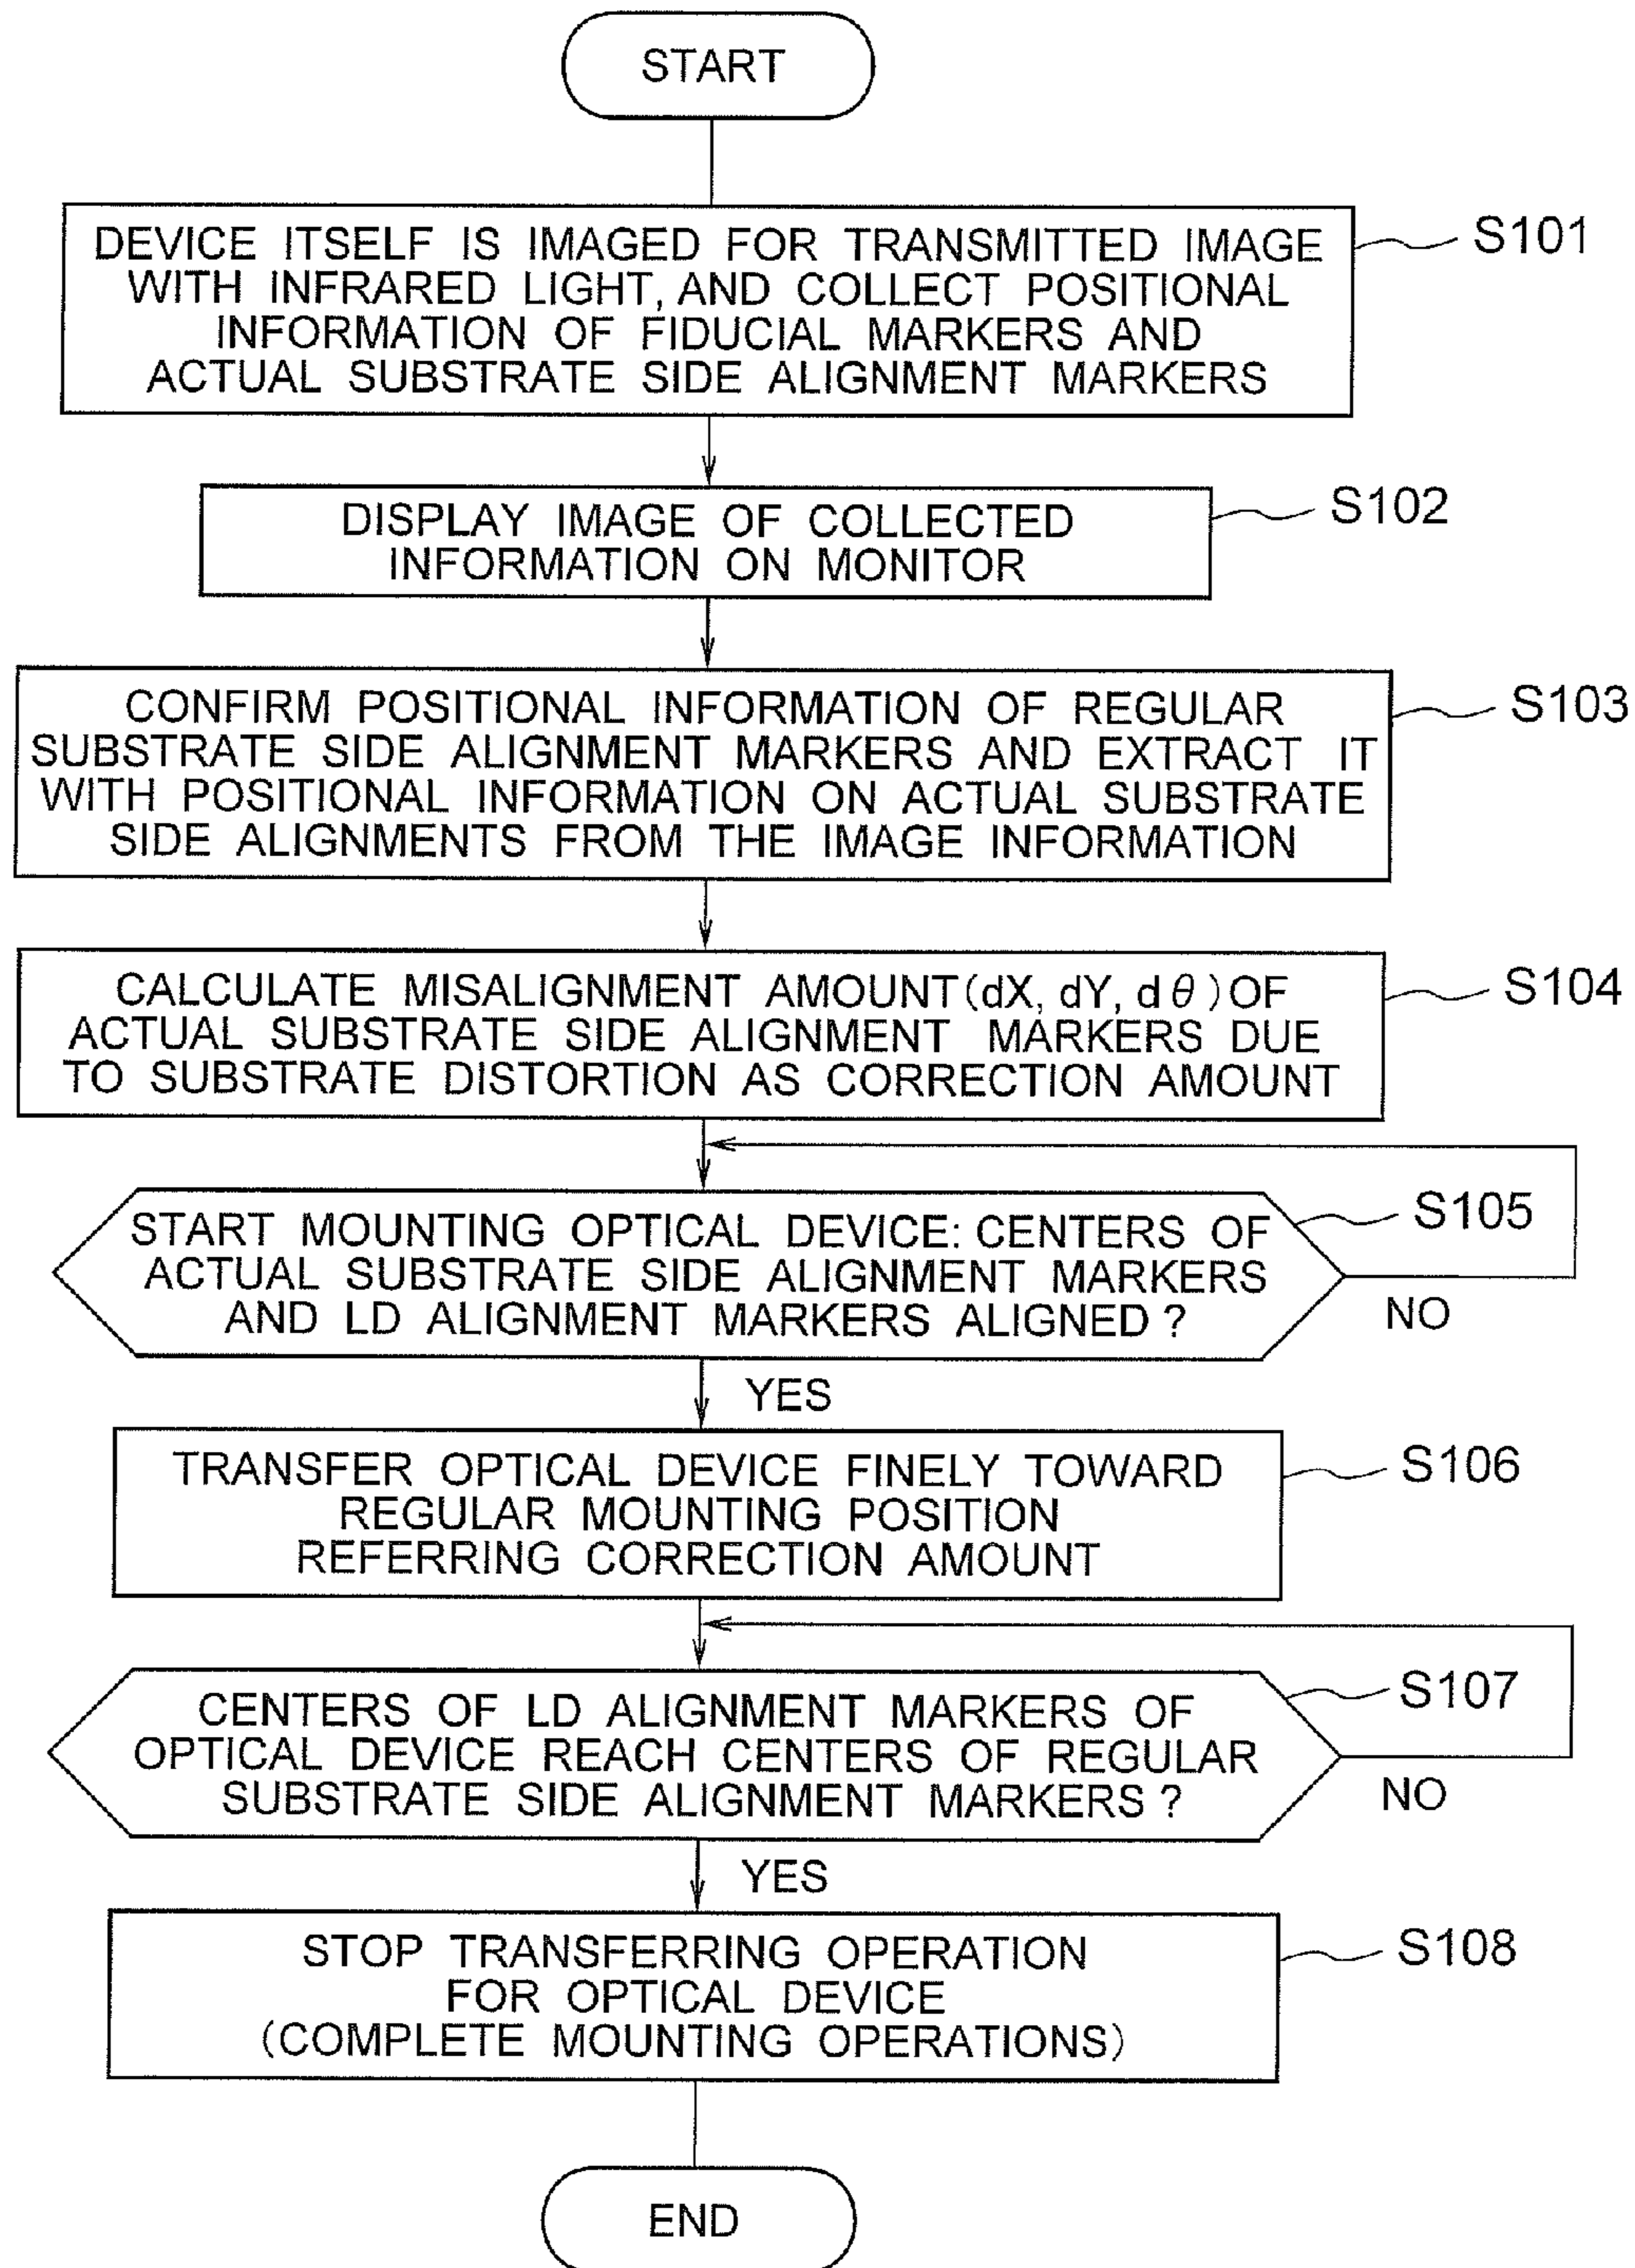 START
DEVICE ITSELF IS IMAGED FOR TRANSMITTED IMAGE
WITH INFRARED LIGHT, AND COLLECT POSITIONAL
INFORMATION OF FIDUCIAL MARKERS AND
ACTUAL SUBSTRATE SIDE ALIGNMENT MARKERS
S101
DISPLAY IMAGE OF COLLECTED
INFORMATION ON MONITOR
S102
CONFIRM POSITIONAL INFORMATION OF REGULAR
SUBSTRATE SIDE ALIGNMENT MARKERS AND EXTRACT IT
WITH POSITIONAL INFORMATION ON ACTUAL SUBSTRATE
SIDE ALIGNMENTS FROM THE IMAGE INFORMATION
S103
CALCULATE MISALIGNMENT AMOUNT(dX, dY, dθ)OF
ACTUAL SUBSTRATE SIDE ALIGNMENT MARKERS DUE
TO SUBSTRATE DISTORTION AS CORRECTION AMOUNT
S104
START MOUNTING OPTICAL DEVICE: CENTERS OF
ACTUAL SUBSTRATE SIDE ALIGNMENT MARKERS
AND LD ALIGNMENT MARKERS ALIGNED?
S105
NO
YES
TRANSFER OPTICAL DEVICE FINELY TOWARD
REGULAR MOUNTING POSITION
REFERRING CORRECTION AMOUNT
S106
CENTERS OF LD ALIGNMENT MARKERS OF
OPTICAL DEVICE REACH CENTERS OF REGULAR
SUBSTRATE SIDE ALIGNMENT MARKERS?
S107
NO
YES
STOP TRANSFERRING OPERATION
FOR OPTICAL DEVICE
(COMPLETE MOUNTING OPERATIONS)
S108
END